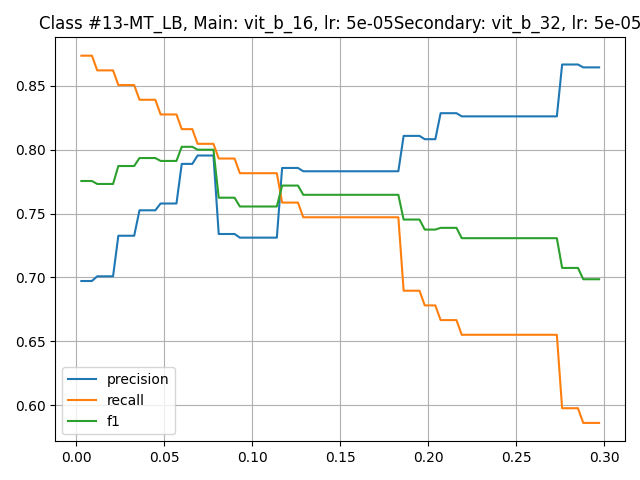 Class #13-MT_LB, Main: vit_b_16, lr: 5e-05Secondary: vit_b_32, lr: 5e-05
0.85
0.80
0.75
0.70
0.65
0.60
precision
recall
f1
0.00 0.05 0.10 0.15 0.20 0.25 0.30